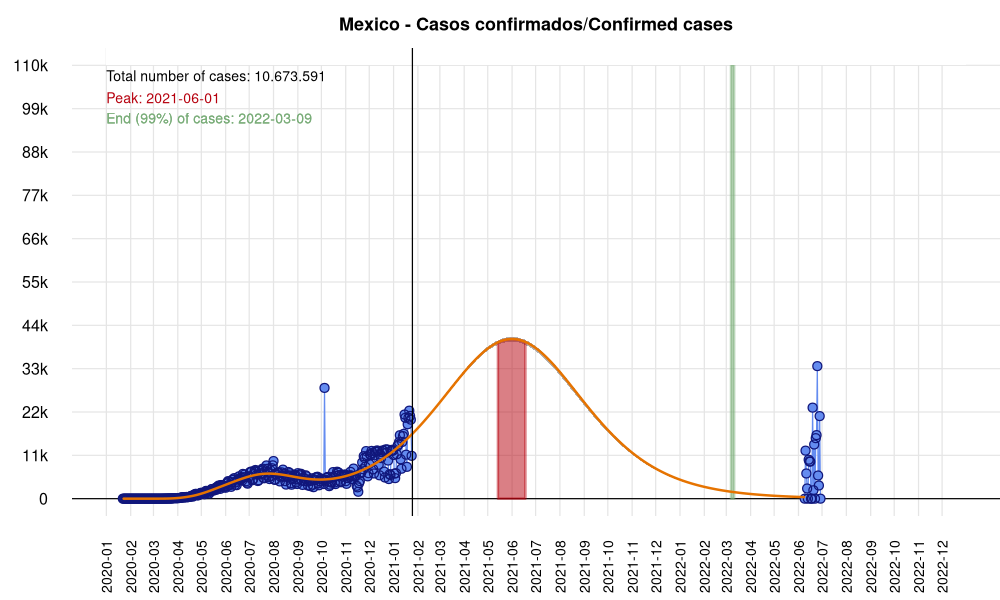 Mexico - Casos confirmados/Confirmed cases
110k
99k
88k
77k
66k
55k
44k
33k
22k
11k
0
Total number of cases: 10.673.591
Peak: 2021-06-01
End (99%) of cases: 2022-03-09
2020-01
2020-02
2020-03
2020-04
2020-05
2020-06
2020-07
2020-08
2020-09
2020-10
2020-11
2020-12
2021-01
2021-02
2021-03
2021-04
2021-05
2021-06
2021-07
2021-08
2021-09
2021-10
2021-11
2021-12
2022-01
2022-02
2022-03
2022-04
2022-05
2022-06
2022-07
2022-08
2022-09
2022-10
2022-11
2022-12